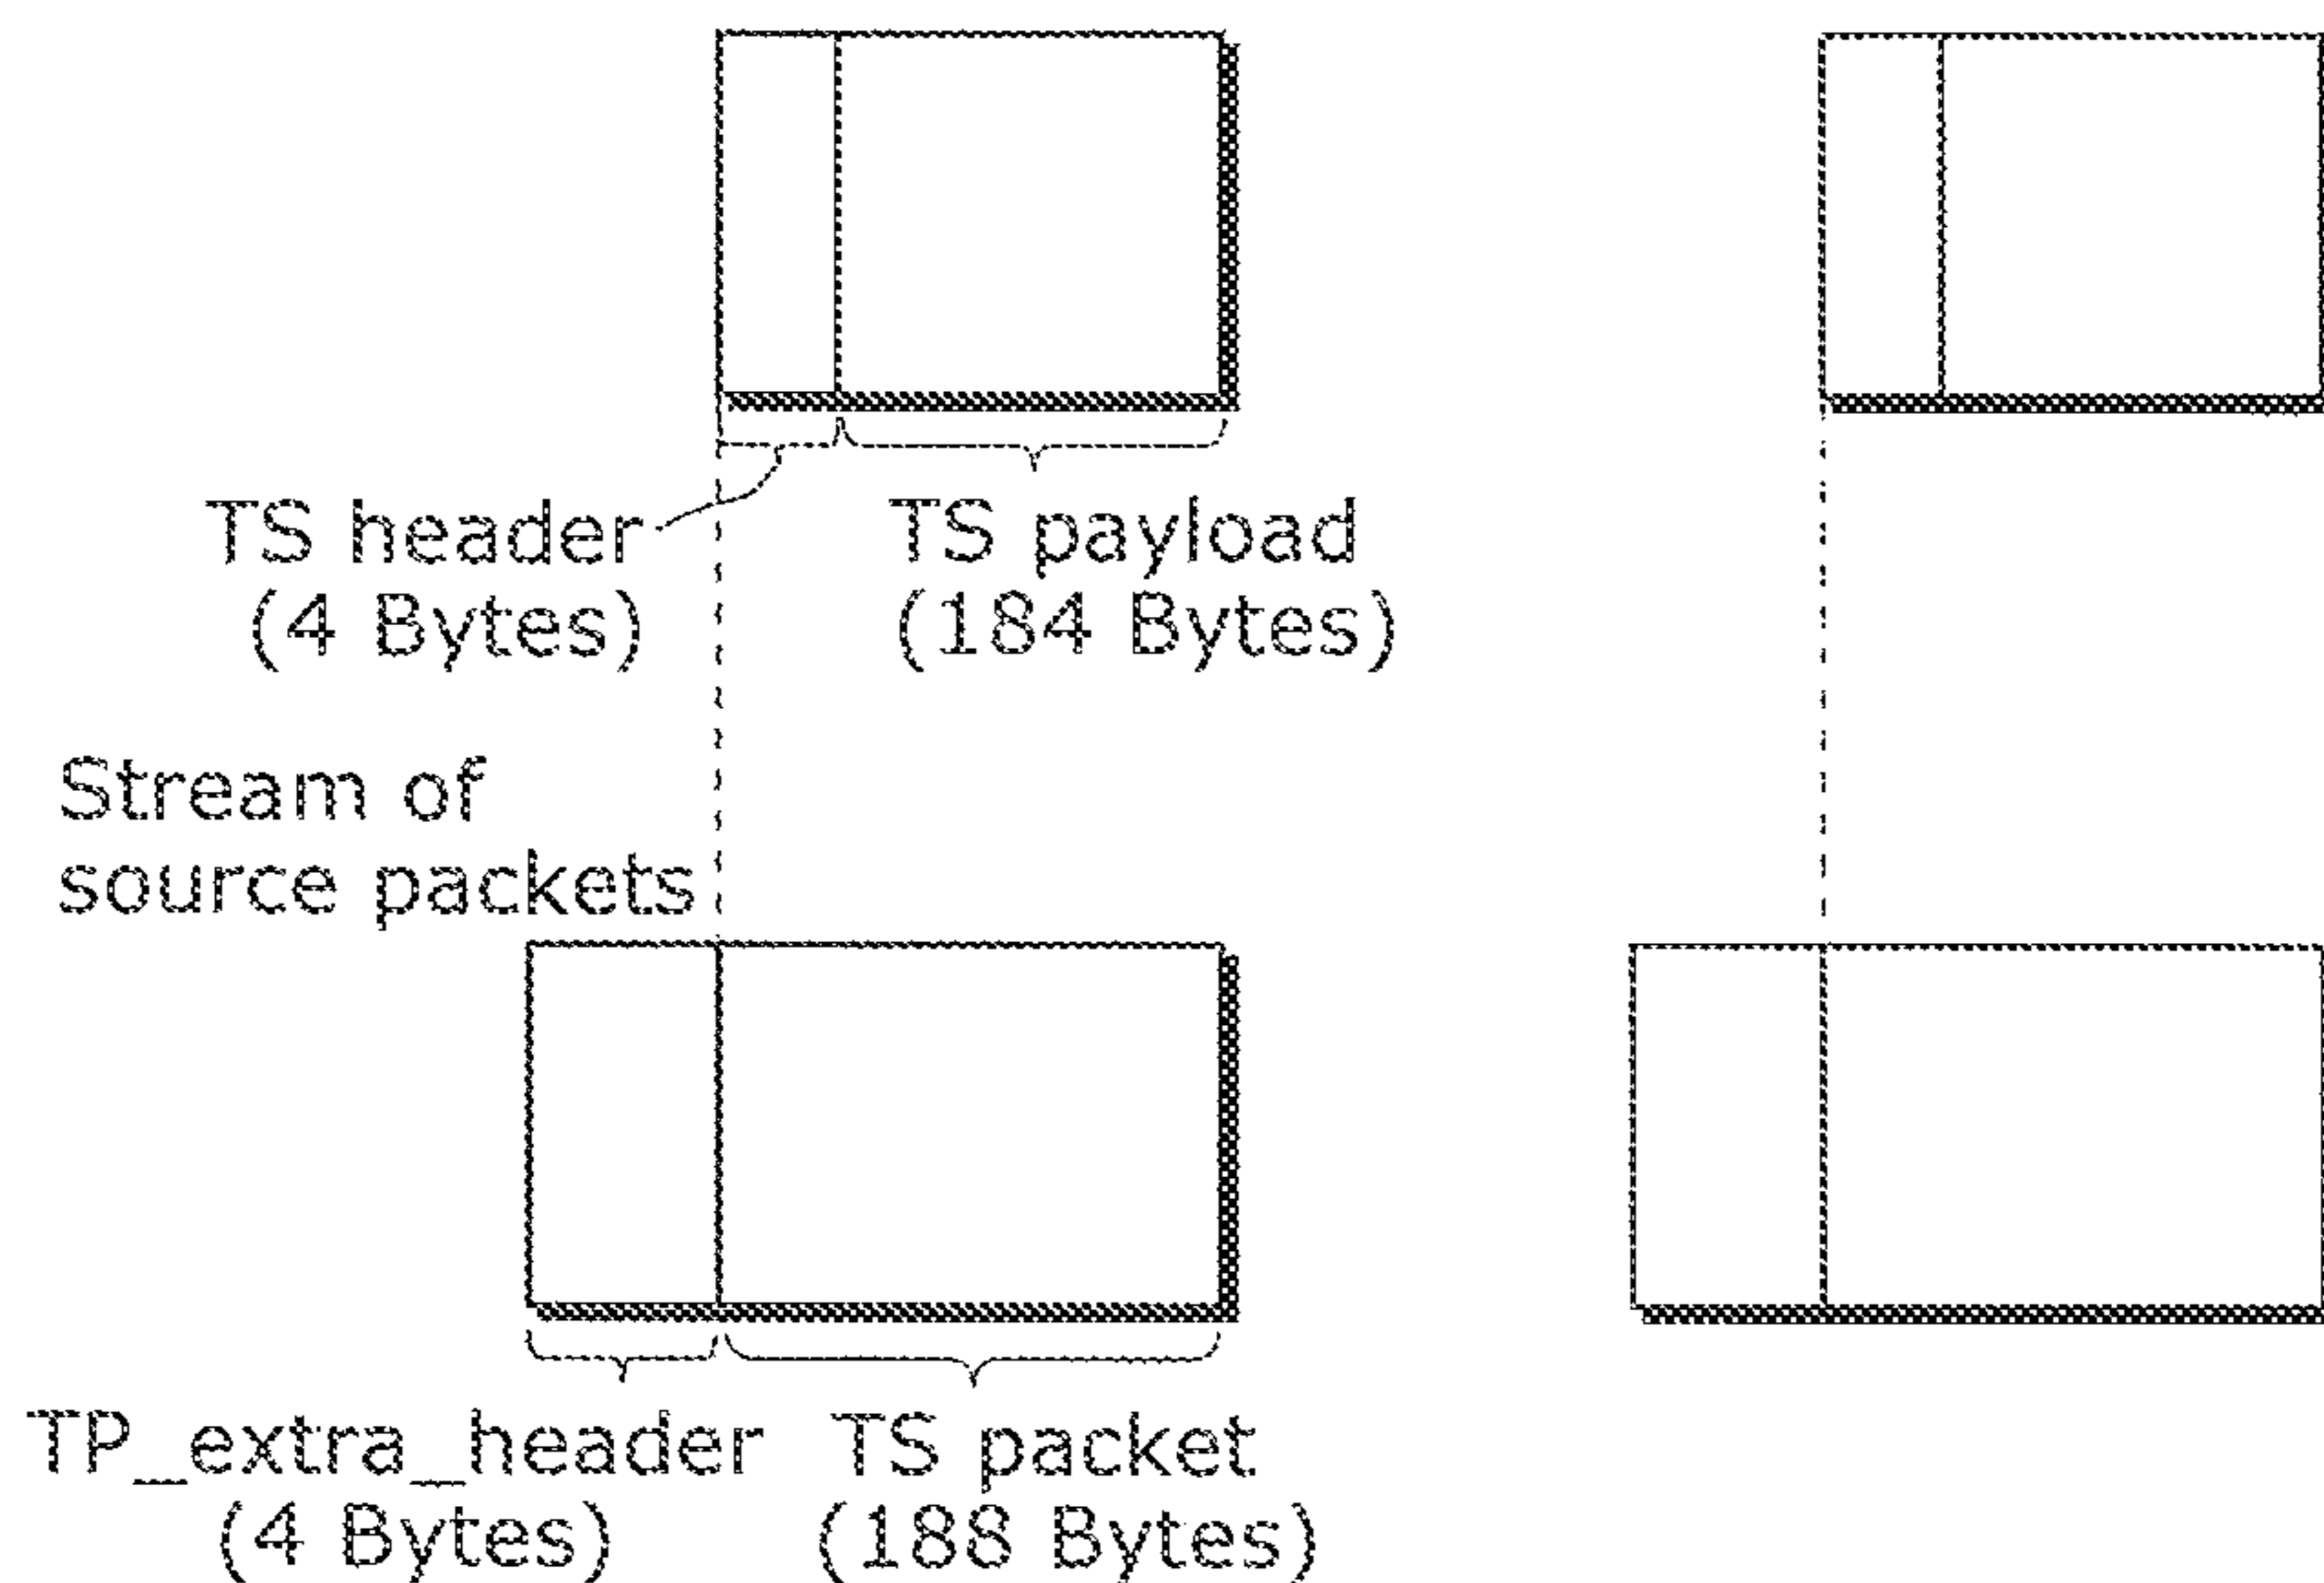 TS header
(4 Bytes)
TS payload
(184 Bytes)
Stream of
source packets
TP_extra_header
(4 Bytes)
TS packet
(188 Bytes)